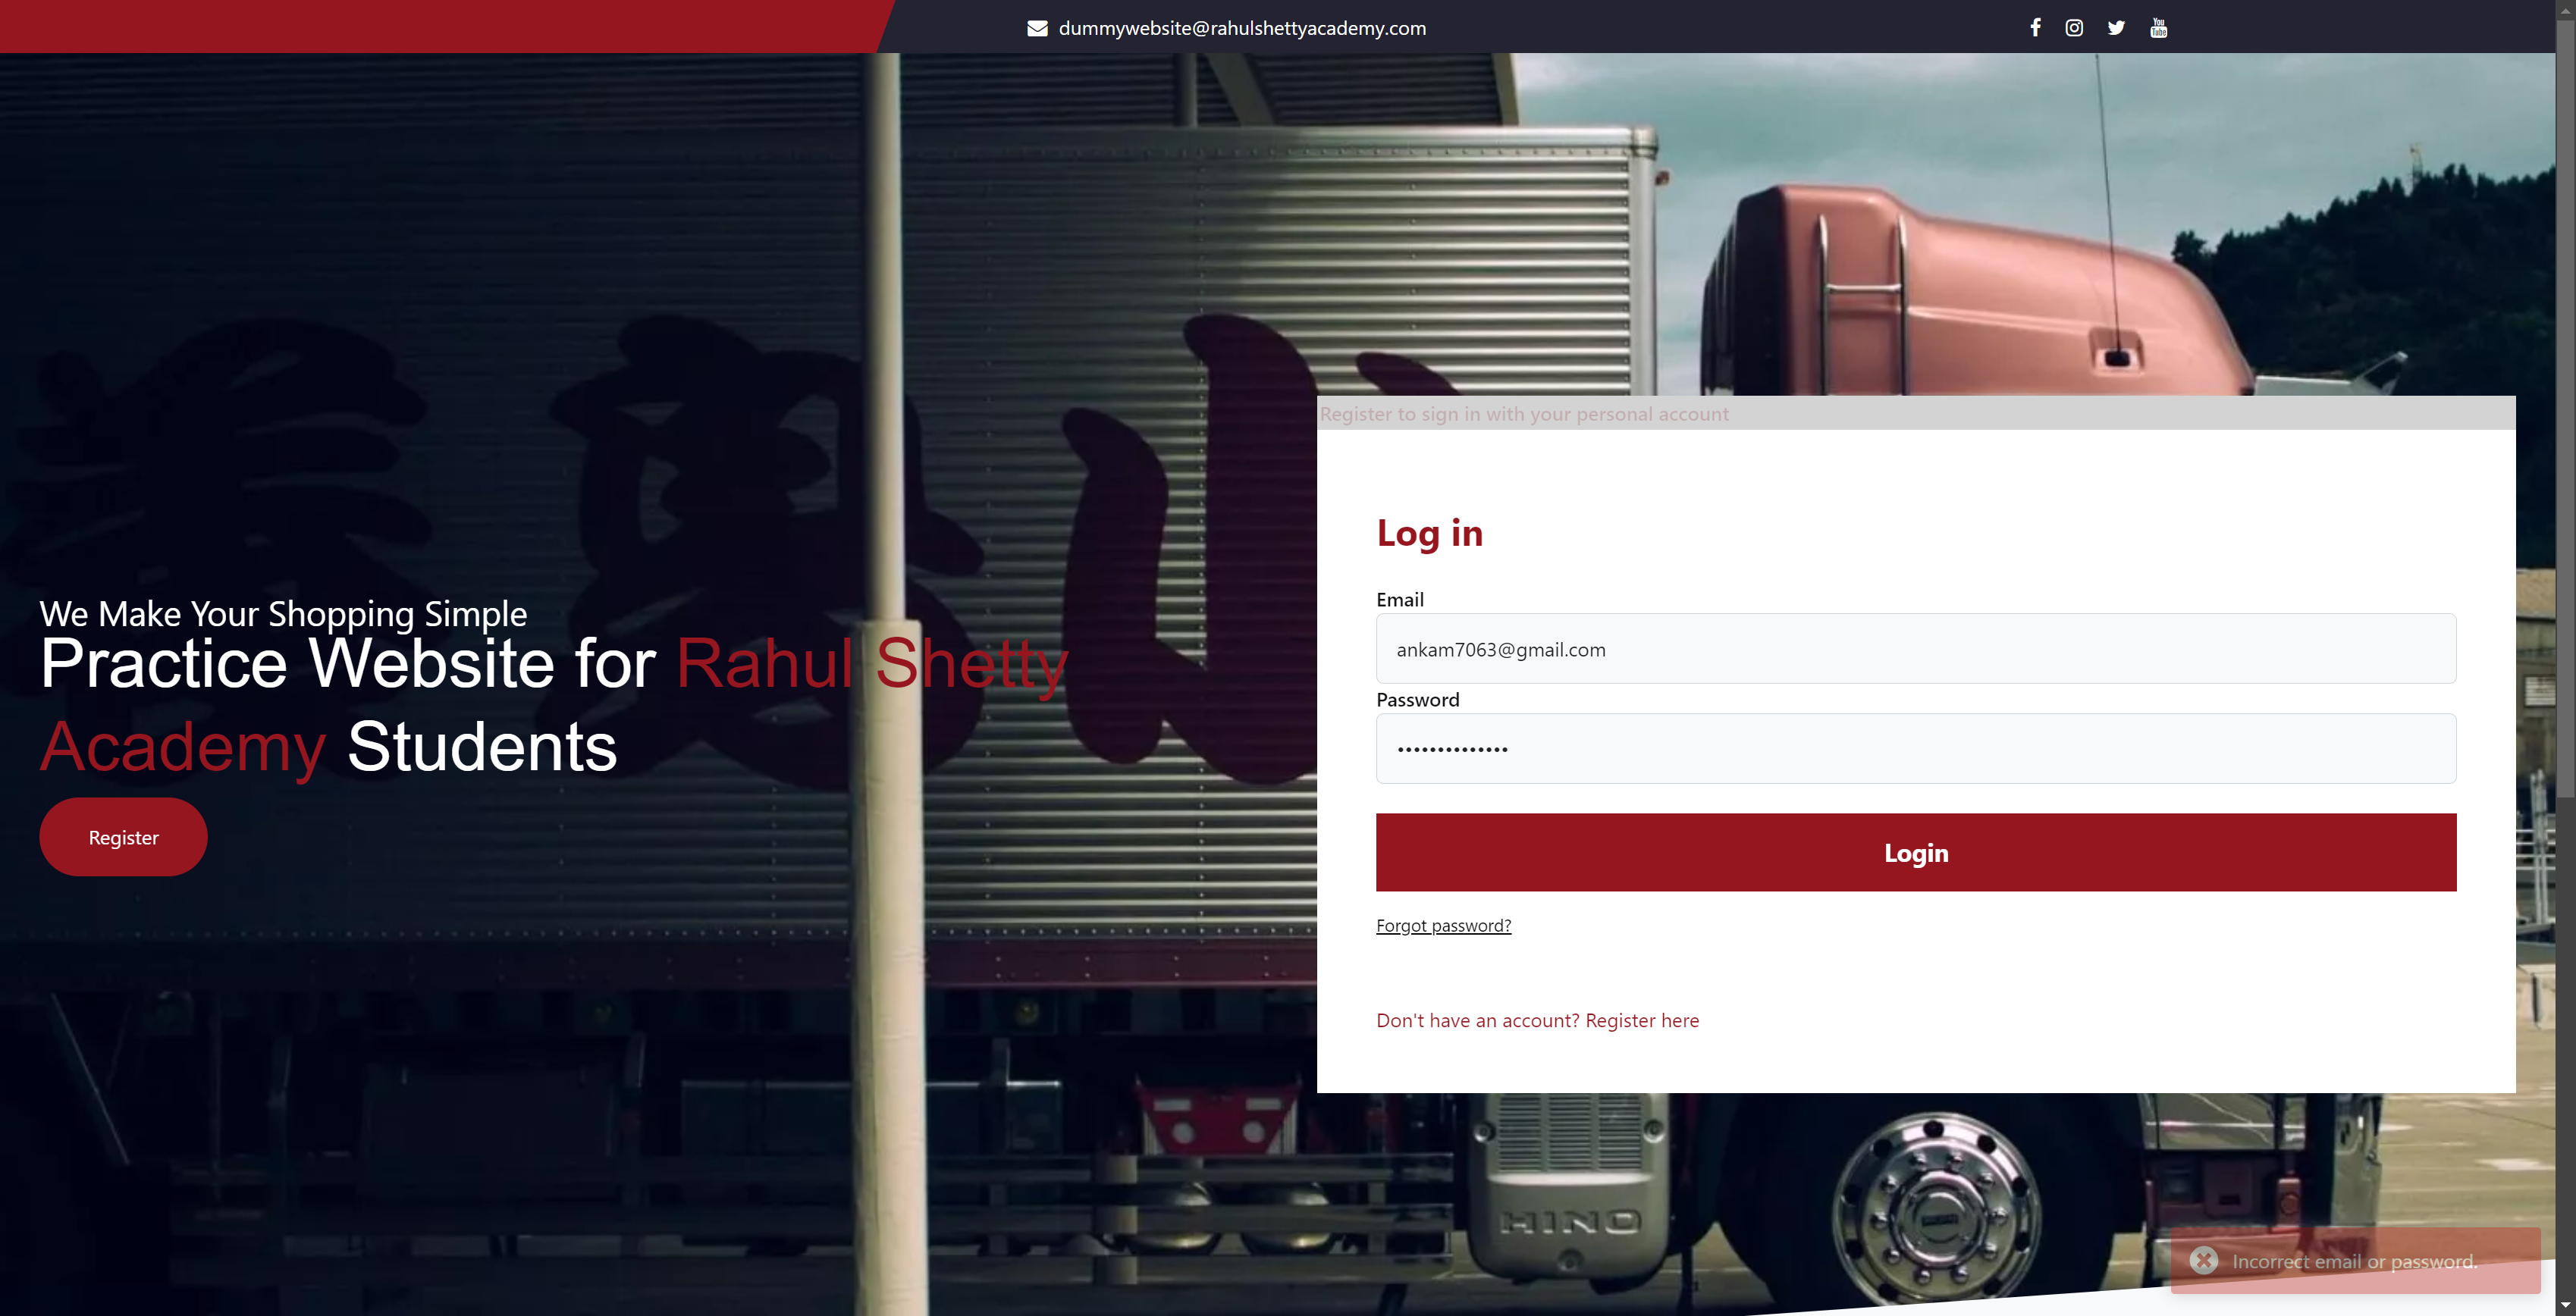 dummywebsite@rahulshettyacademy.com
You
Tube
Register to sign in with your personal account
Log in
Email
ankam7063@gmail.com
Password
••••••••••••••
Login
Forgot password?
Don't have an account? Register here
We Make Your Shopping Simple
Practice Website for Rahul Shetty
Academy Students
Register
HINO
Incorrect email or password.